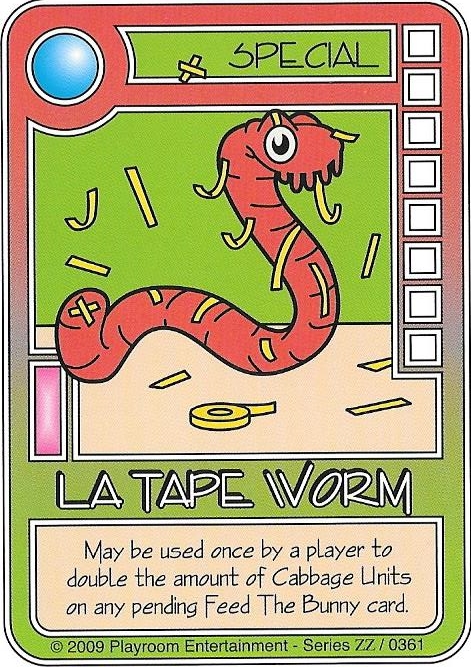 SPECIAL
LA TAPE WORM
May be used once by a player to
double the amount of Cabbage Units
on any pending Feed The Bunny card.
© 2009 Playroom Entertainment - Series ZZ / 0361